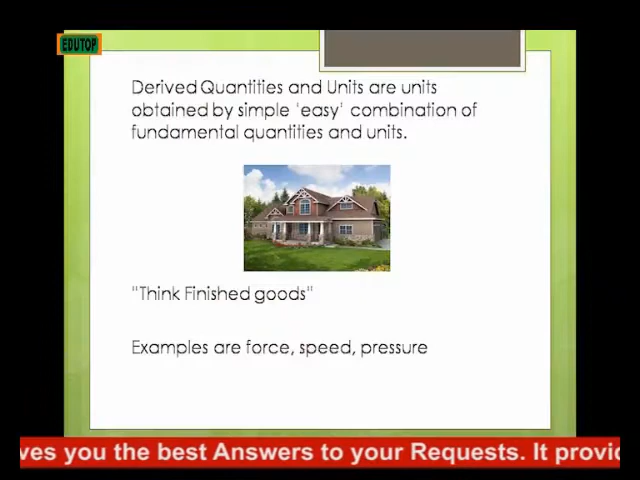 EDUTOP
Derived Quantities and Units are units
obtained by simple 'easy' combination of
fundamental quantities and units.
"Think Finished goods"
Examples are force, speed, pressure
ves you the best Answers to your Requests. It provid